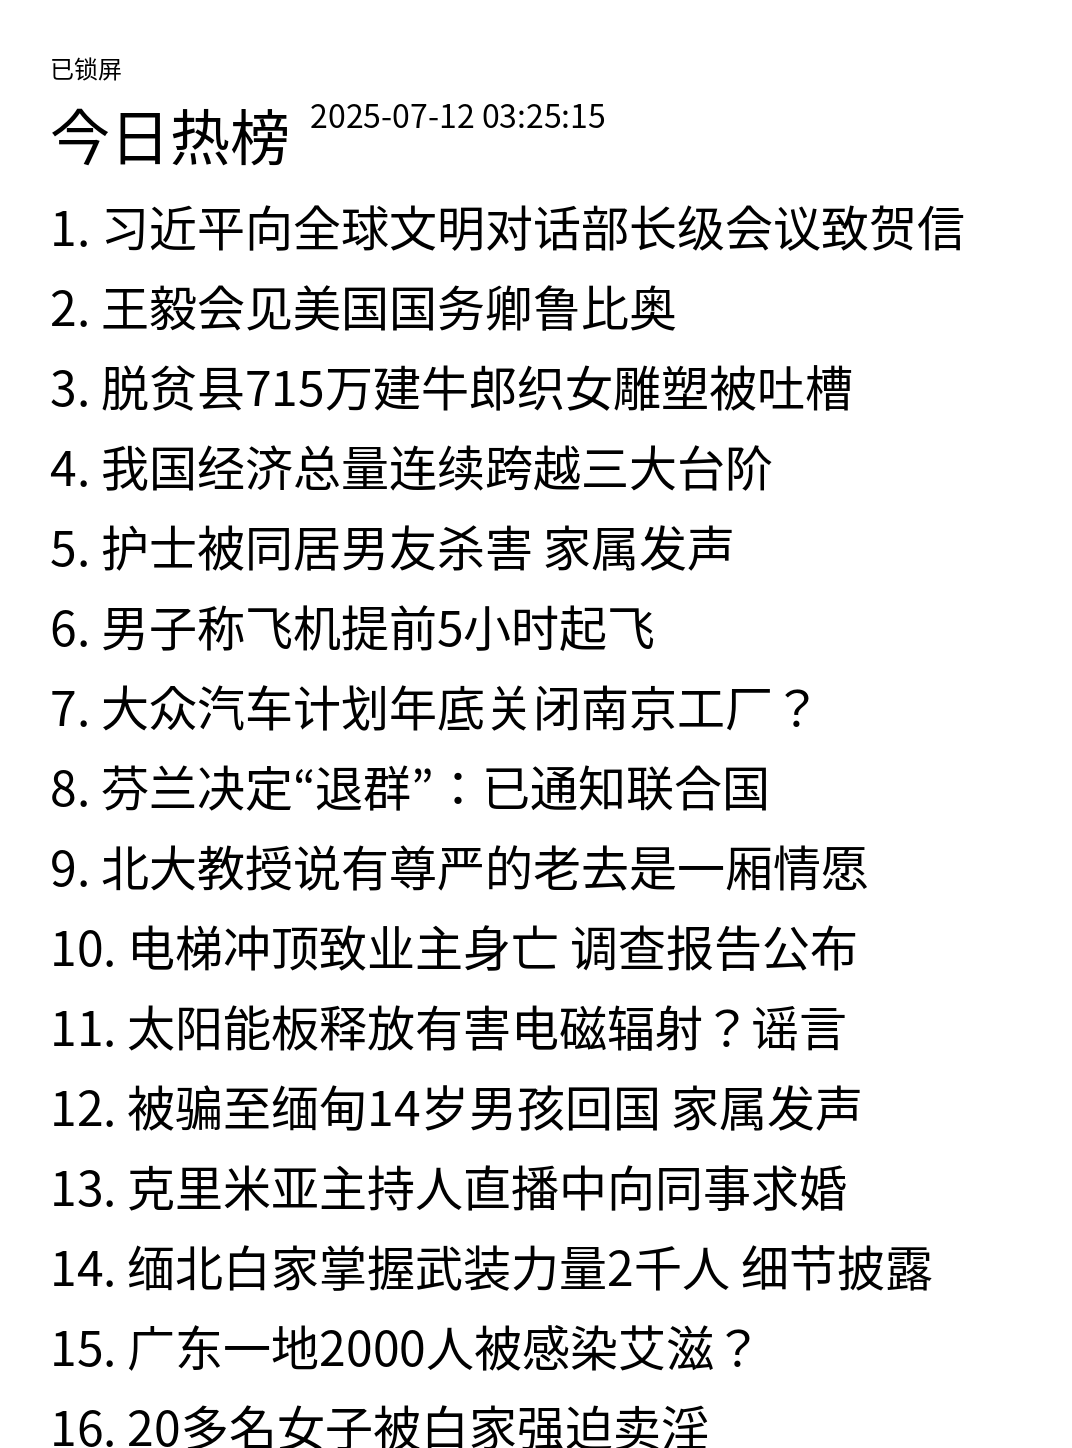 已锁屏
今日热榜 2025-07-12 03:25:15
1. 习近平向全球文明对话部长级会议致贺信
2. 王毅会见美国国务卿鲁比奥
3. 脱贫县715万建牛郎织女雕塑被吐槽
4. 我国经济总量连续跨越三大台阶
5. 护士被同居男友杀害 家属发声
6. 男子称飞机提前5小时起飞
7. 大众汽车计划年底关闭南京工厂？
8. 芬兰决定“退群”：已通知联合国
9. 北大教授说有尊严的老去是一厢情愿
10. 电梯冲顶致业主身亡 调查报告公布
11. 太阳能板释放有害电磁辐射？谣言
12. 被骗至缅甸14岁男孩回国 家属发声
13. 克里米亚主持人直播中向同事求婚
14. 缅北白家掌握武装力量2千人 细节披露
15. 广东一地2000人被感染艾滋？
16. 20多名女子被白家强迫卖淫